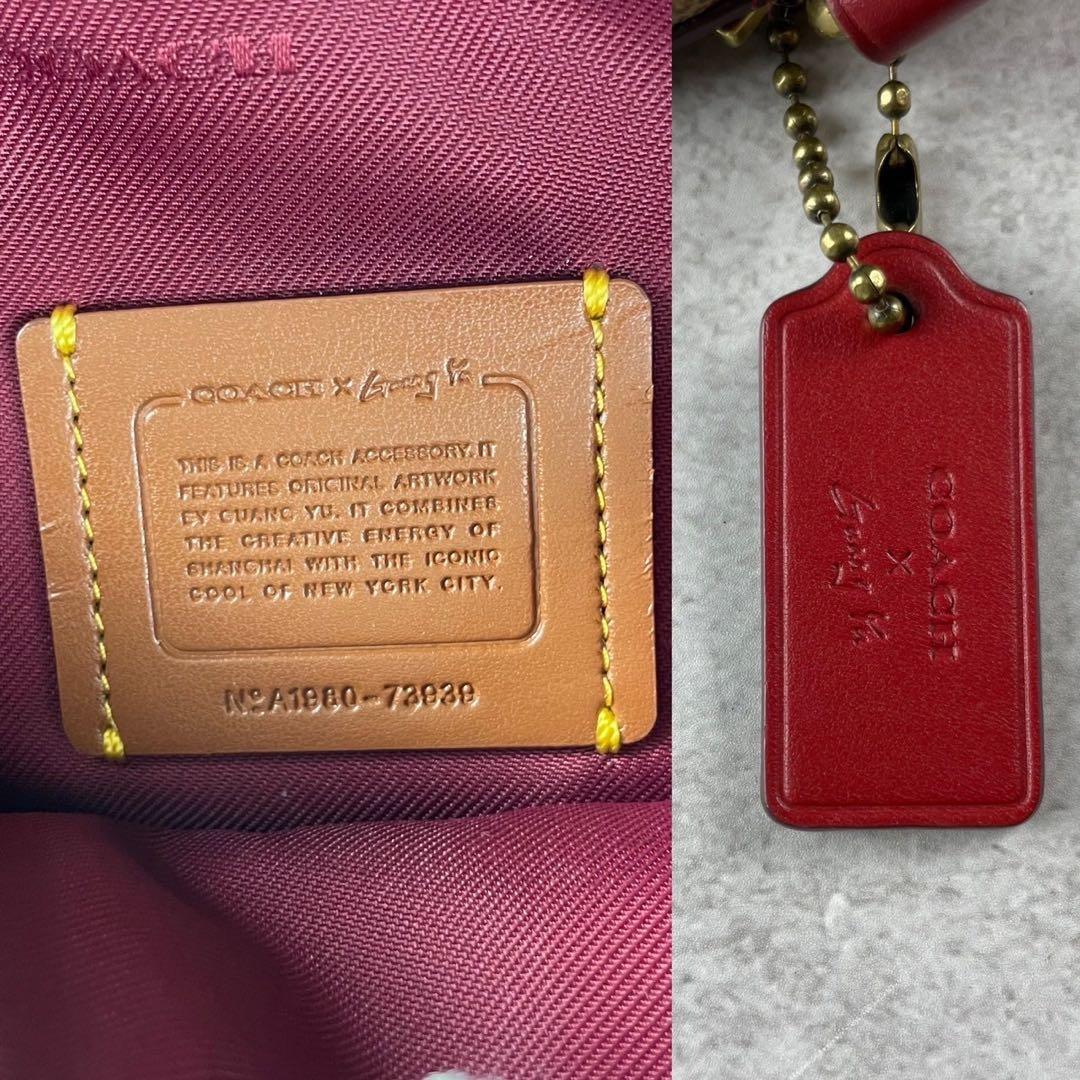 COACH
COACH × Guang Yu
THIS IS A COACH ACCESSORY. IT
FEATURES ORIGINAL ARTWORK
BY GUANG YU. IT COMBINES
THE CREATIVE ENERGY OF
SHANGHAI WITH THE ICONIC
COOL OF NEW YORK CITY.
Nº A1980-73939
COACH
×
Guang Yu